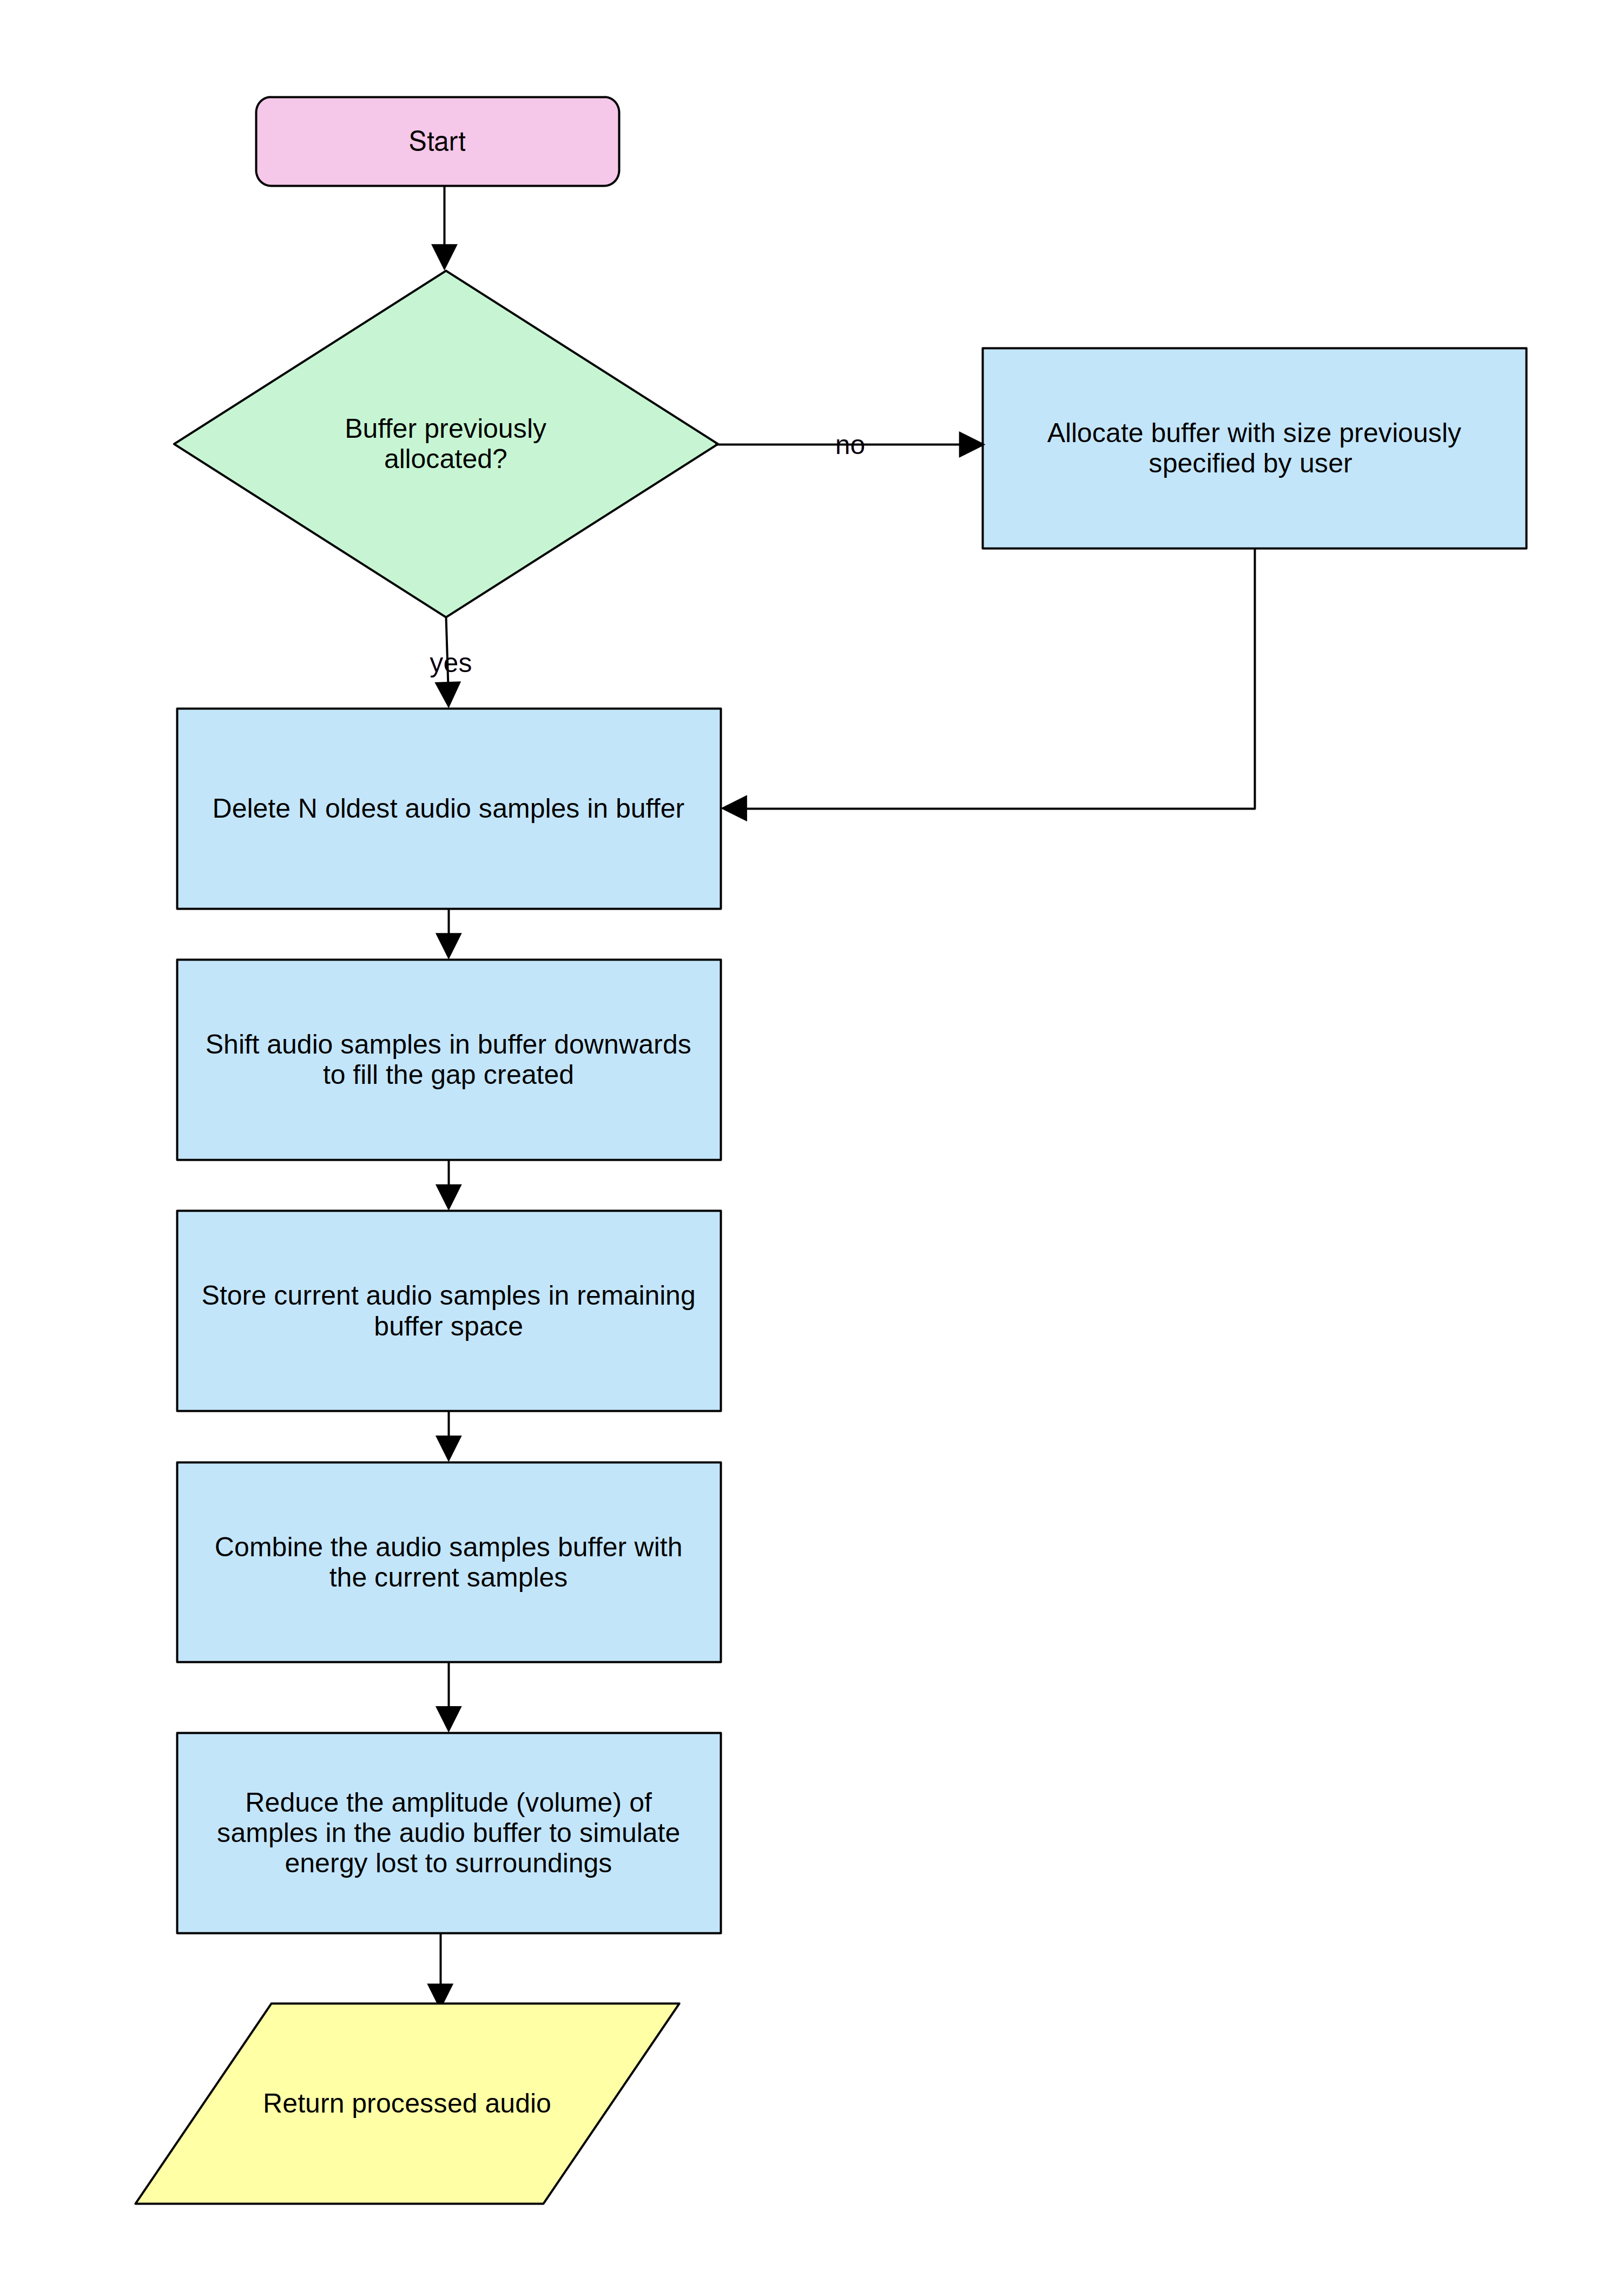 Start
Buffer previously
allocated?
no
Allocate buffer with size previously
specified by user
yes
Delete N oldest audio samples in buffer
Shift audio samples in buffer downwards
to fill the gap created
Store current audio samples in remaining
buffer space
Combine the audio samples buffer with
the current samples
Reduce the amplitude (volume) of
samples in the audio buffer to simulate
energy lost to surroundings
Return processed audio